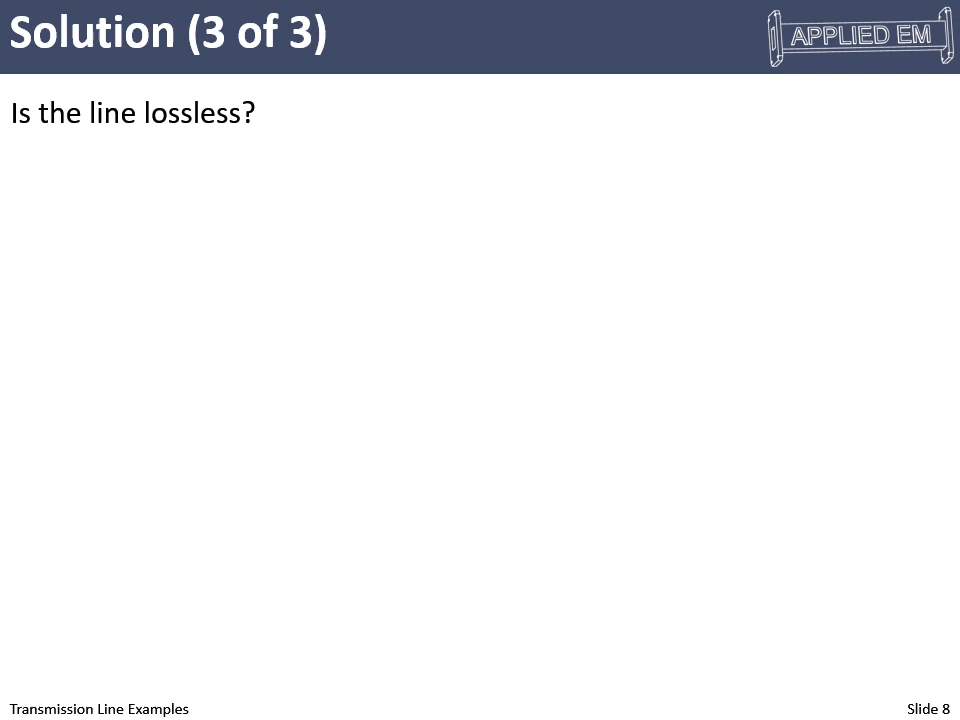 Solution (3 of 3)
APPLIED EM
Is the line lossless?
Transmission Line Examples
Slide 8